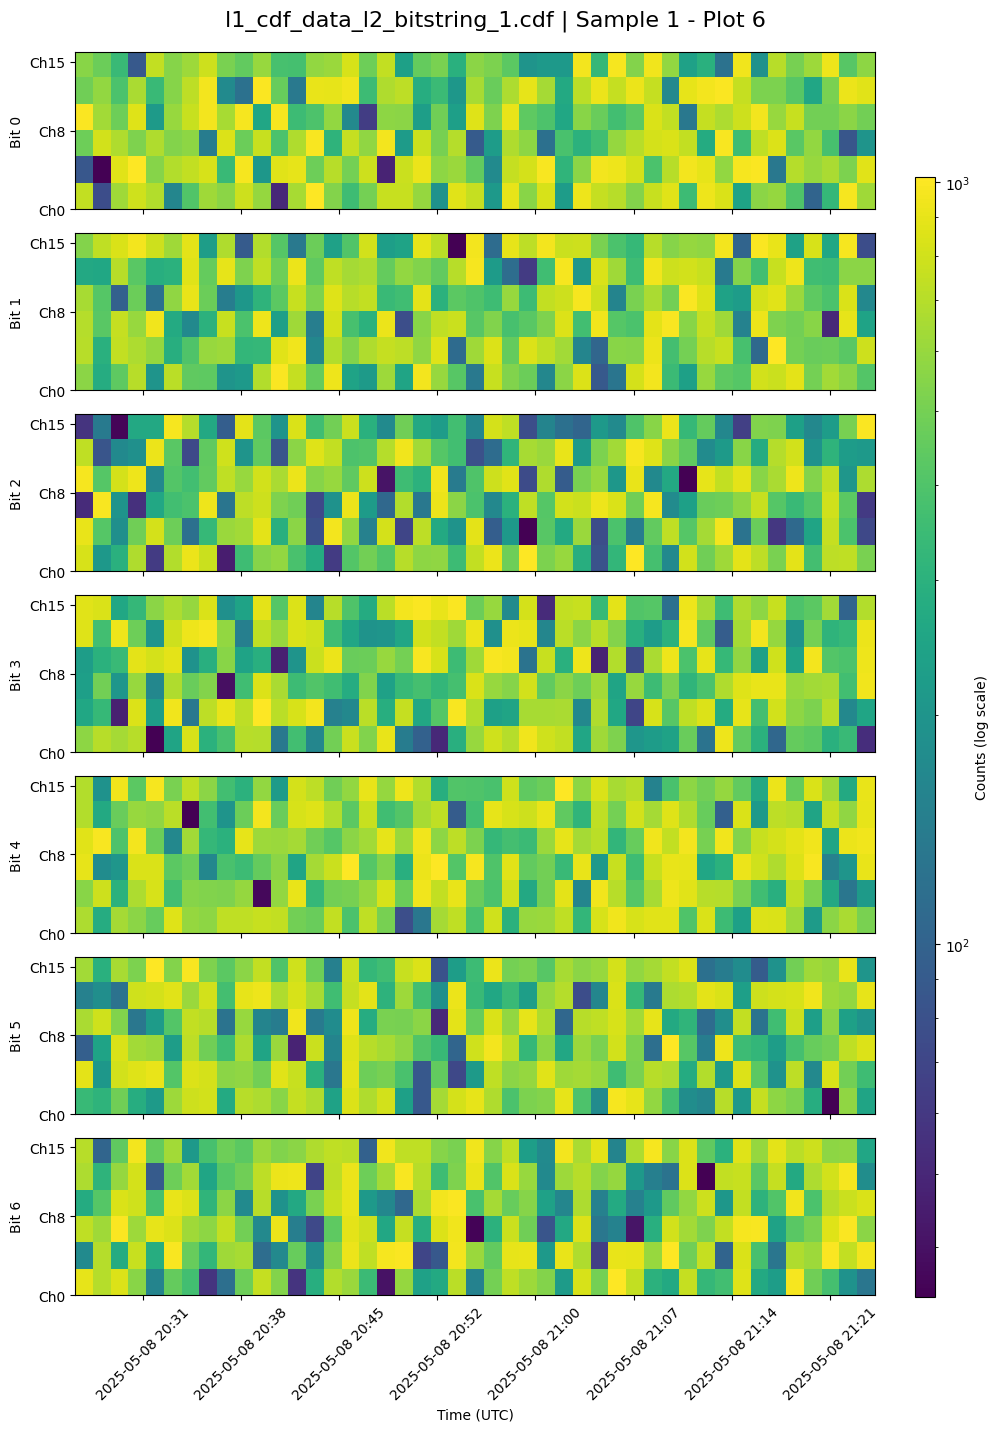 l1_cdf_data_l2_bitstring_1.cdf | Sample 1 - Plot 6
Bit 0
Ch15
Ch8
Ch0
Bit 1
Ch15
Ch8
Ch0
Bit 2
Ch15
Ch8
Ch0
Bit 3
Ch15
Ch8
Ch0
Bit 4
Ch15
Ch8
Ch0
Bit 5
Ch15
Ch8
Ch0
Bit 6
Ch15
Ch8
Ch0
2025-05-08 20:31
2025-05-08 20:38
2025-05-08 20:45
2025-05-08 20:52
2025-05-08 21:00
2025-05-08 21:07
2025-05-08 21:14
2025-05-08 21:21
Time (UTC)
10³
10²
Counts (log scale)